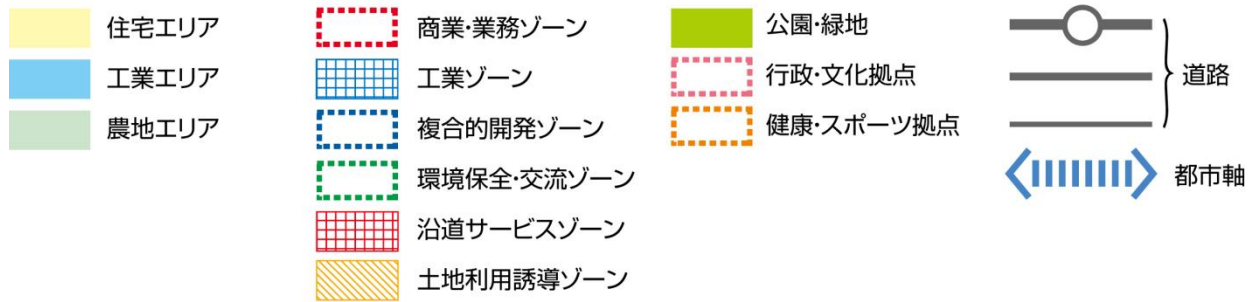 住宅エリア
工業エリア
農地エリア
商業・業務ゾーン
工業ゾーン
複合的開発ゾーン
環境保全・交流ゾーン
沿道サービスゾーン
土地利用誘導ゾーン
公園・緑地
行政・文化拠点
健康・スポーツ拠点
道路
都市軸